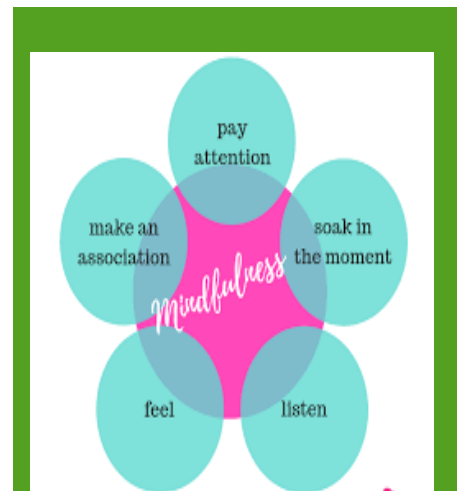 pay
attention
make an
association
soak in
the moment
Mindfulness
feel
listen